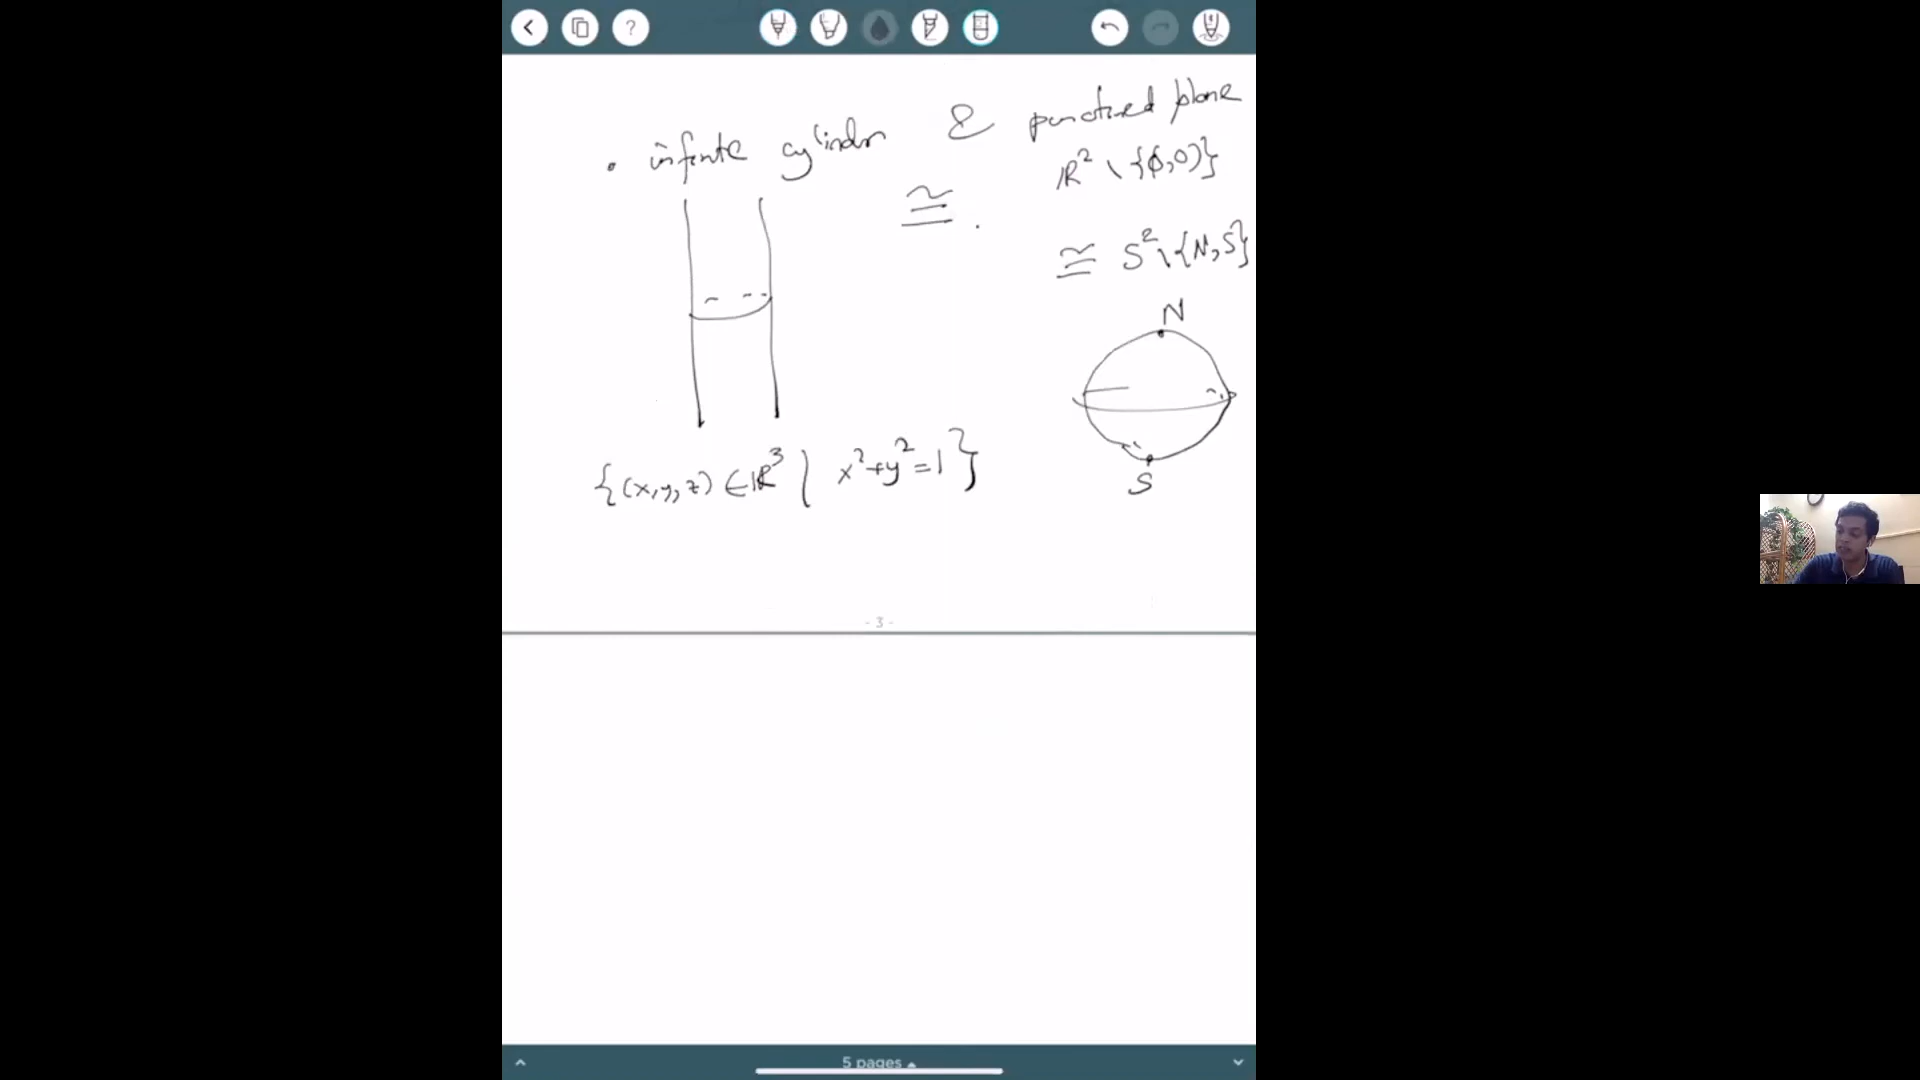 ?
• infinite cylinder & punctured plane
≅ . ℝ² \ {(0,0)}
≅ S² \ {N,S}
N
S
{(x,y,z) ∈ ℝ³ | x²+y²=1}
- 3 -
5 pages